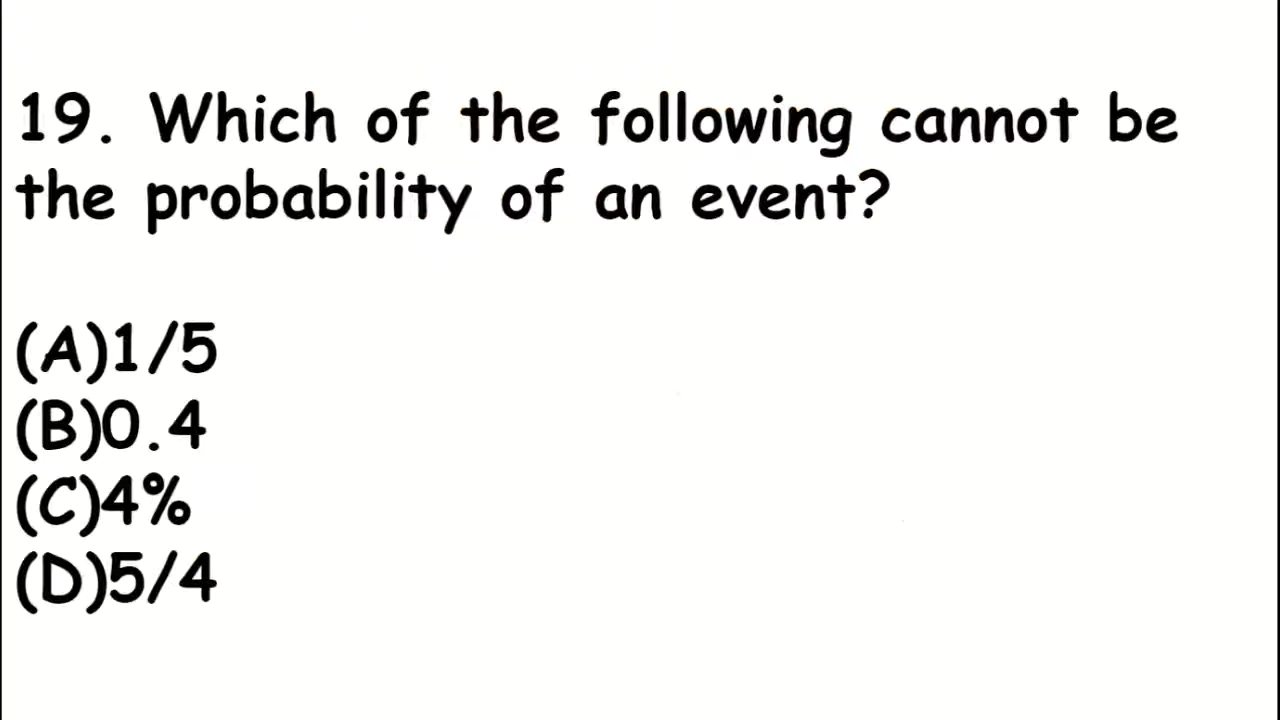 19. Which of the following cannot be
the probability of an event?
(A)1/5
(B)0.4
(C)4%
(D)5/4